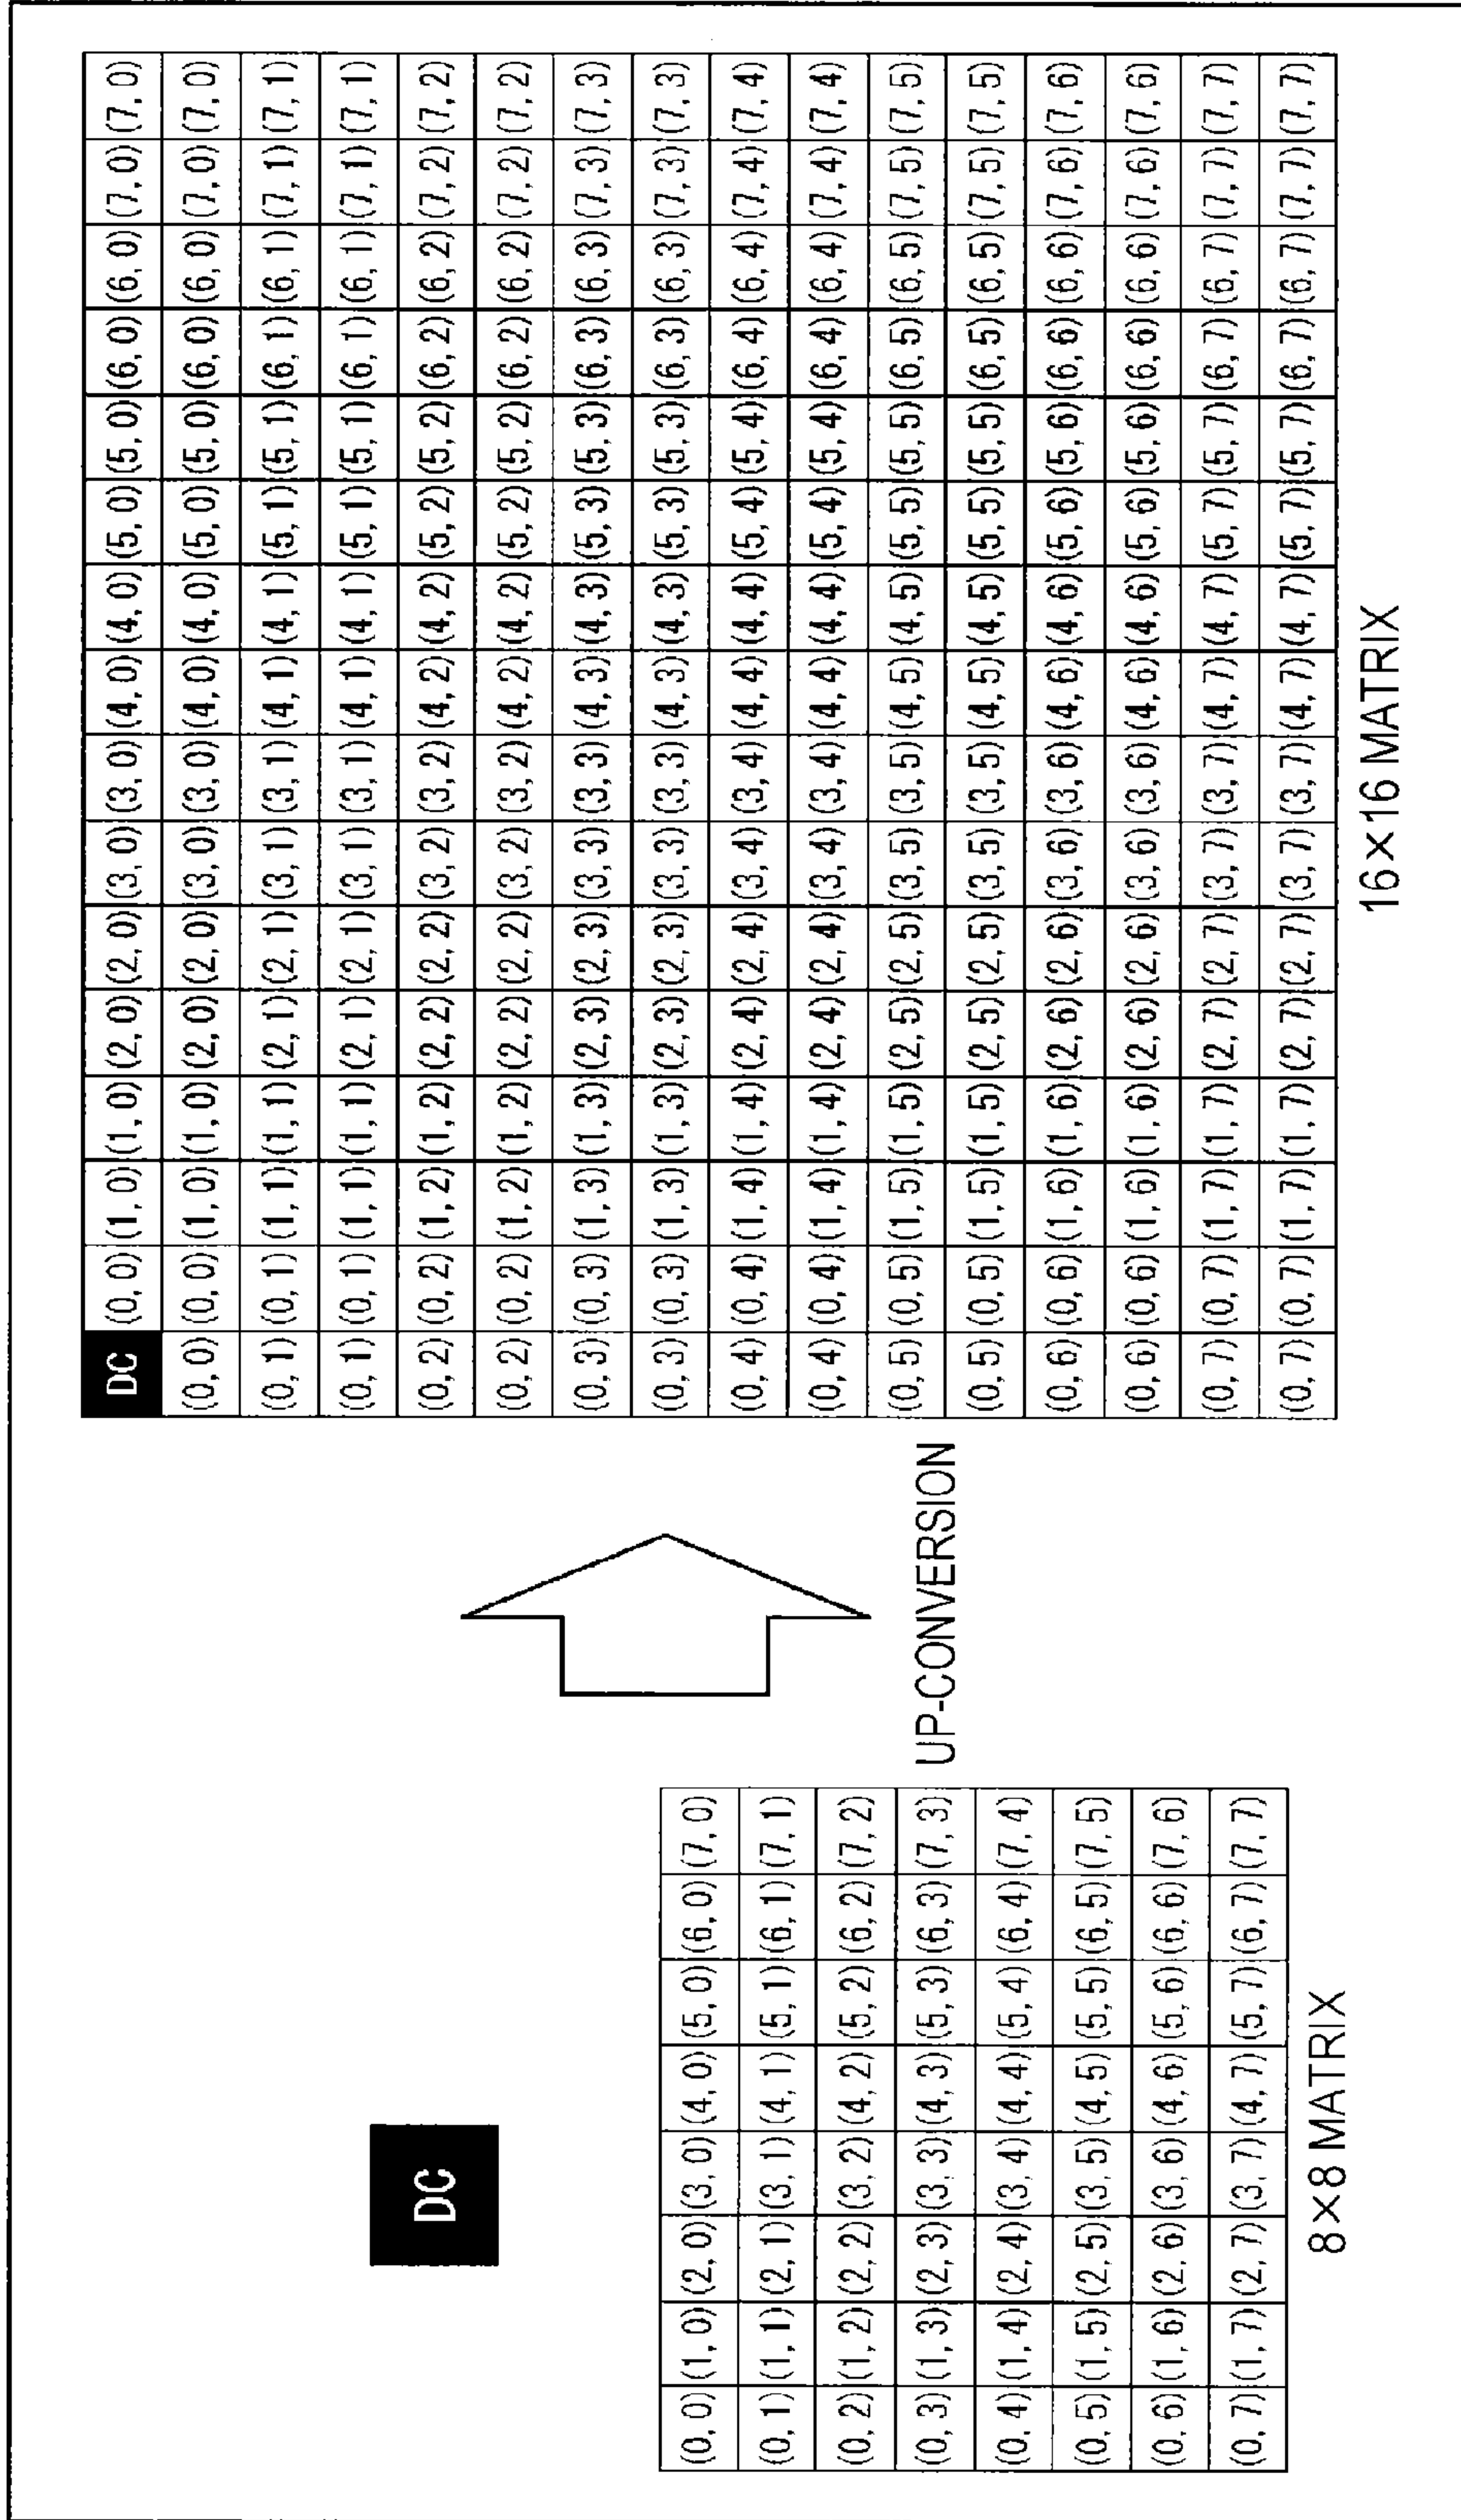 DC
(0, 0) (1, 0) (2, 0) (3, 0) (4, 0) (5, 0) (6, 0) (7, 0)
(0, 1) (1, 1) (2, 1) (3, 1) (4, 1) (5, 1) (6, 1) (7, 1)
(0, 2) (1, 2) (2, 2) (3, 2) (4, 2) (5, 2) (6, 2) (7, 2)
(0, 3) (1, 3) (2, 3) (3, 3) (4, 3) (5, 3) (6, 3) (7, 3)
(0, 4) (1, 4) (2, 4) (3, 4) (4, 4) (5, 4) (6, 4) (7, 4)
(0, 5) (1, 5) (2, 5) (3, 5) (4, 5) (5, 5) (6, 5) (7, 5)
(0, 6) (1, 6) (2, 6) (3, 6) (4, 6) (5, 6) (6, 6) (7, 6)
(0, 7) (1, 7) (2, 7) (3, 7) (4, 7) (5, 7) (6, 7) (7, 7)
8×8 MATRIX
UP-CONVERSION
DC (0, 0) (1, 0) (1, 0) (2, 0) (2, 0) (3, 0) (3, 0) (4, 0) (4, 0) (5, 0) (5, 0) (6, 0) (6, 0) (7, 0) (7, 0)
(0, 0) (0, 0) (1, 0) (1, 0) (2, 0) (2, 0) (3, 0) (3, 0) (4, 0) (4, 0) (5, 0) (5, 0) (6, 0) (6, 0) (7, 0) (7, 0)
(0, 1) (0, 1) (1, 1) (1, 1) (2, 1) (2, 1) (3, 1) (3, 1) (4, 1) (4, 1) (5, 1) (5, 1) (6, 1) (6, 1) (7, 1) (7, 1)
(0, 1) (0, 1) (1, 1) (1, 1) (2, 1) (2, 1) (3, 1) (3, 1) (4, 1) (4, 1) (5, 1) (5, 1) (6, 1) (6, 1) (7, 1) (7, 1)
(0, 2) (0, 2) (1, 2) (1, 2) (2, 2) (2, 2) (3, 2) (3, 2) (4, 2) (4, 2) (5, 2) (5, 2) (6, 2) (6, 2) (7, 2) (7, 2)
(0, 2) (0, 2) (1, 2) (1, 2) (2, 2) (2, 2) (3, 2) (3, 2) (4, 2) (4, 2) (5, 2) (5, 2) (6, 2) (6, 2) (7, 2) (7, 2)
(0, 3) (0, 3) (1, 3) (1, 3) (2, 3) (2, 3) (3, 3) (3, 3) (4, 3) (4, 3) (5, 3) (5, 3) (6, 3) (6, 3) (7, 3) (7, 3)
(0, 3) (0, 3) (1, 3) (1, 3) (2, 3) (2, 3) (3, 3) (3, 3) (4, 3) (4, 3) (5, 3) (5, 3) (6, 3) (6, 3) (7, 3) (7, 3)
(0, 4) (0, 4) (1, 4) (1, 4) (2, 4) (2, 4) (3, 4) (3, 4) (4, 4) (4, 4) (5, 4) (5, 4) (6, 4) (6, 4) (7, 4) (7, 4)
(0, 4) (0, 4) (1, 4) (1, 4) (2, 4) (2, 4) (3, 4) (3, 4) (4, 4) (4, 4) (5, 4) (5, 4) (6, 4) (6, 4) (7, 4) (7, 4)
(0, 5) (0, 5) (1, 5) (1, 5) (2, 5) (2, 5) (3, 5) (3, 5) (4, 5) (4, 5) (5, 5) (5, 5) (6, 5) (6, 5) (7, 5) (7, 5)
(0, 5) (0, 5) (1, 5) (1, 5) (2, 5) (2, 5) (3, 5) (3, 5) (4, 5) (4, 5) (5, 5) (5, 5) (6, 5) (6, 5) (7, 5) (7, 5)
(0, 6) (0, 6) (1, 6) (1, 6) (2, 6) (2, 6) (3, 6) (3, 6) (4, 6) (4, 6) (5, 6) (5, 6) (6, 6) (6, 6) (7, 6) (7, 6)
(0, 6) (0, 6) (1, 6) (1, 6) (2, 6) (2, 6) (3, 6) (3, 6) (4, 6) (4, 6) (5, 6) (5, 6) (6, 6) (6, 6) (7, 6) (7, 6)
(0, 7) (0, 7) (1, 7) (1, 7) (2, 7) (2, 7) (3, 7) (3, 7) (4, 7) (4, 7) (5, 7) (5, 7) (6, 7) (6, 7) (7, 7) (7, 7)
(0, 7) (0, 7) (1, 7) (1, 7) (2, 7) (2, 7) (3, 7) (3, 7) (4, 7) (4, 7) (5, 7) (5, 7) (6, 7) (6, 7) (7, 7) (7, 7)
16×16 MATRIX